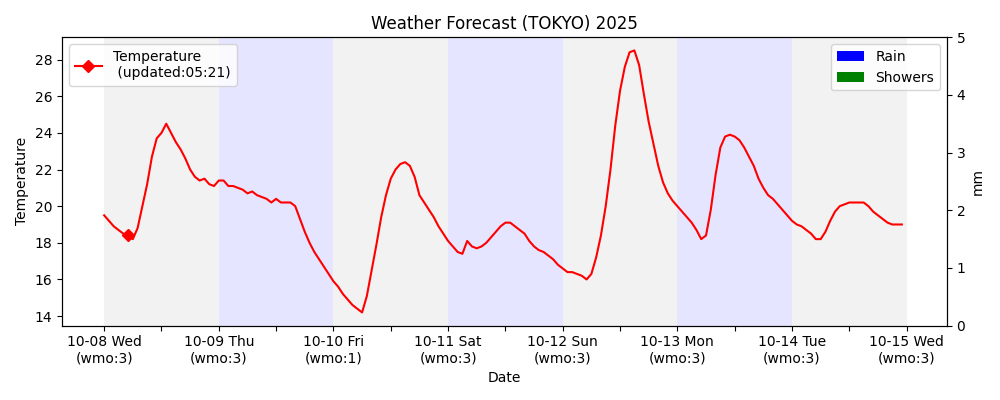 Weather Forecast (TOKYO) 2025
Temperature
(updated:05:21)
Rain
Showers
Temperature
28
26
24
22
20
18
16
14
5
4
3
2
1
0
mm
10-08 Wed
(wmo:3)
10-09 Thu
(wmo:3)
10-10 Fri
(wmo:1)
10-11 Sat
(wmo:3)
10-12 Sun
(wmo:3)
10-13 Mon
(wmo:3)
10-14 Tue
(wmo:3)
10-15 Wed
(wmo:3)
Date